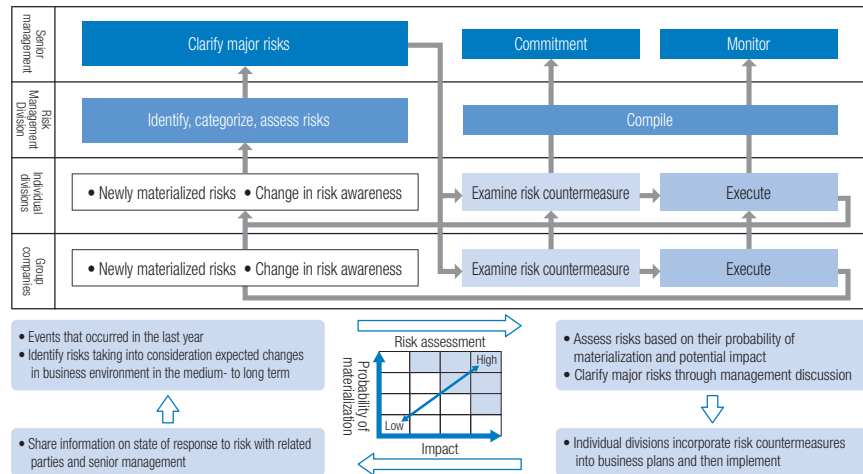 Senior
management
Clarify major risks
Commitment
Monitor
Risk
Management
Division
Identify, categorize, assess risks
Compile
Individual
divisions
• Newly materialized risks • Change in risk awareness
Examine risk countermeasure
Execute
Group
companies
• Newly materialized risks • Change in risk awareness
Examine risk countermeasure
Execute
• Events that occurred in the last year
• Identify risks taking into consideration expected changes
in business environment in the medium- to long term
Risk assessment
Probability of
materialization
High
Low
Impact
• Assess risks based on their probability of
materialization and potential impact
• Clarify major risks through management discussion
• Share information on state of response to risk with related
parties and senior management
• Individual divisions incorporate risk countermeasures
into business plans and then implement